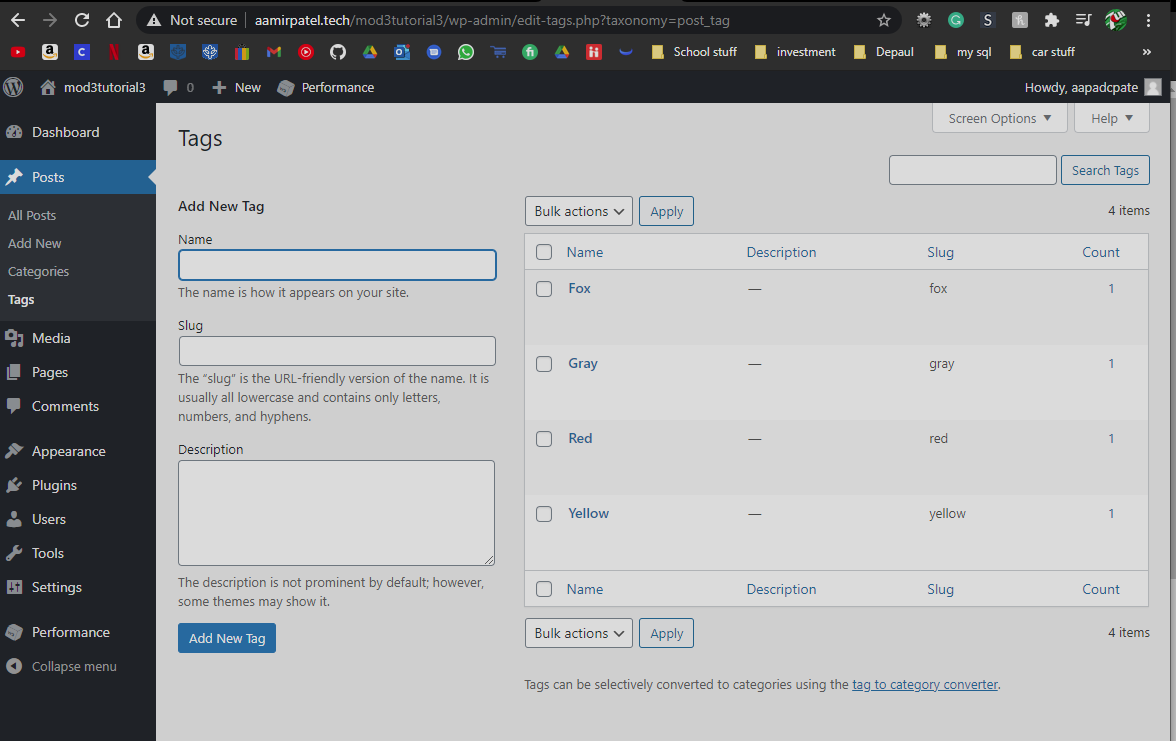 Not secure aamirpatel.tech/mod3tutorial3/wp-admin/edit-tags.php?taxonomy=post_tag
School stuff investment Depaul my sql car stuff »
mod3tutorial3 0 New Performance Howdy, aapadcpate
Dashboard
Posts
All Posts
Add New
Categories
Tags
Media
Pages
Comments
Appearance
Plugins
Users
Tools
Settings
Performance
Collapse menu
Screen Options Help
Tags
Search Tags
Add New Tag
Name
The name is how it appears on your site.
Slug
The “slug” is the URL-friendly version of the name. It is
usually all lowercase and contains only letters,
numbers, and hyphens.
Description
The description is not prominent by default; however,
some themes may show it.
Add New Tag
Bulk actions Apply 4 items
Name Description Slug Count
Fox — fox 1
Gray — gray 1
Red — red 1
Yellow — yellow 1
Name Description Slug Count
Bulk actions Apply 4 items
Tags can be selectively converted to categories using the tag to category converter.